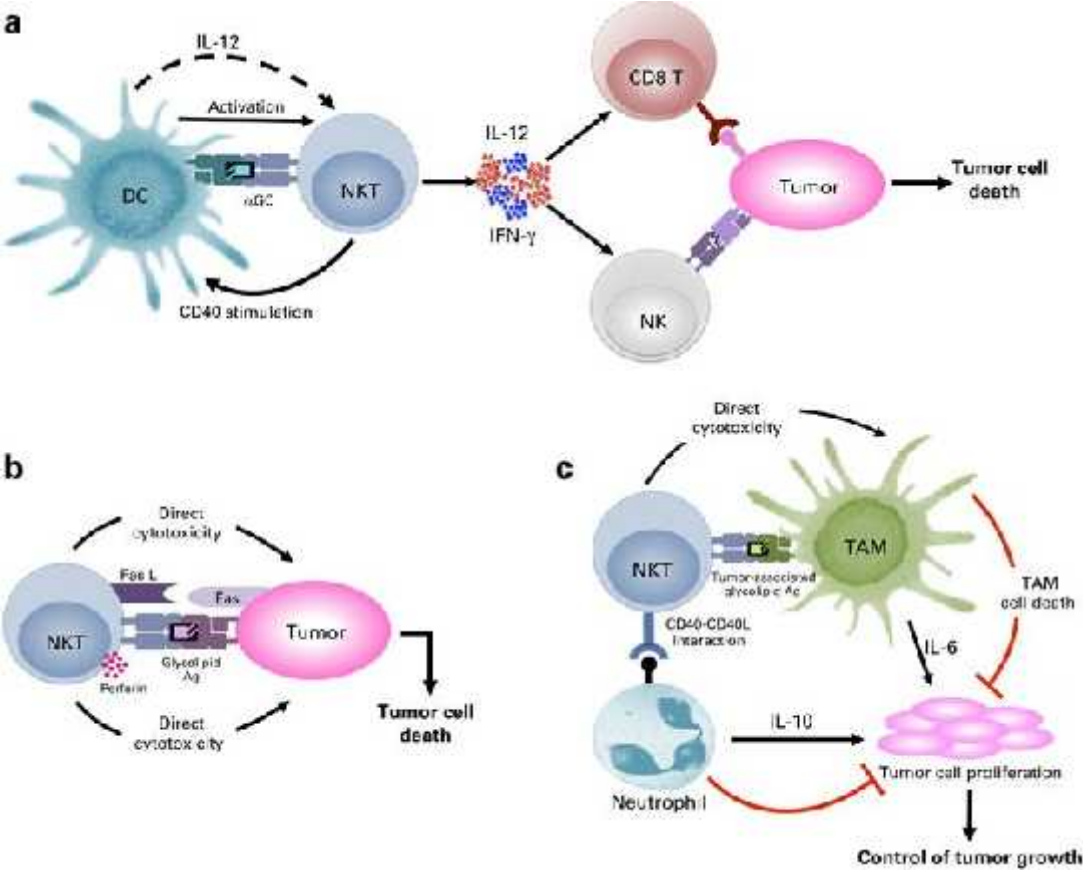 a
IL-12
Activation
DC
αGC
NKT
CD40 stimulation
IL-12
IFN-γ
CD8 T
NK
Tumor
Tumor cell
death
b
Direct
cytotoxicity
Fas L
Fas
NKT
Perforin
Glycolipid
Ag
Tumor
Direct
cytotoxicity
Tumor cell
death
c
Direct
cytotoxicity
NKT
TAM
Tumor-associated
glycolipid Ag
CD40-CD40L
interaction
TAM
cell death
IL-6
IL-10
Neutrophil
Tumor cell proliferation
Control of tumor growth